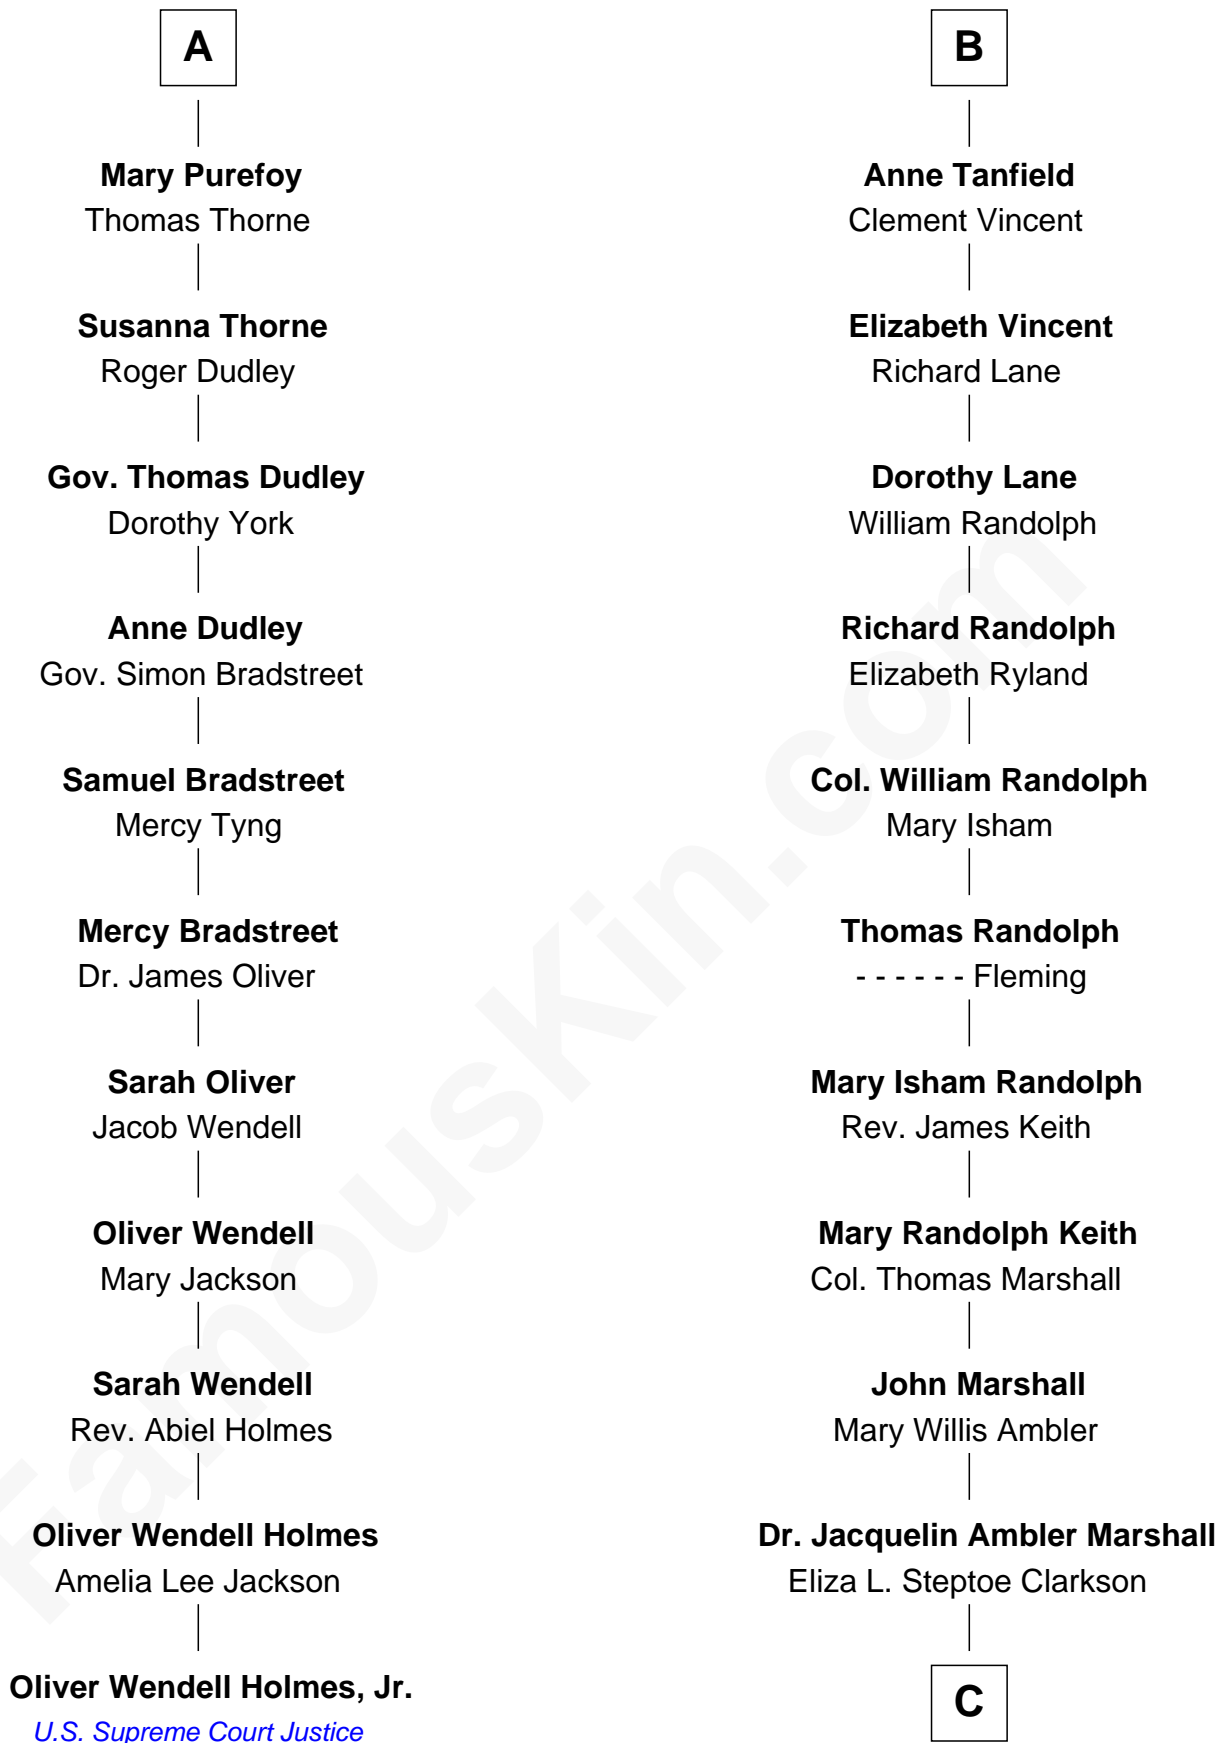 A
Mary Purefoy
Thomas Thorne
Susanna Thorne
Roger Dudley
Gov. Thomas Dudley
Dorothy York
Anne Dudley
Gov. Simon Bradstreet
Samuel Bradstreet
Mercy Tyng
Mercy Bradstreet
Dr. James Oliver
Sarah Oliver
Jacob Wendell
Oliver Wendell
Mary Jackson
Sarah Wendell
Rev. Abiel Holmes
Oliver Wendell Holmes
Amelia Lee Jackson
Oliver Wendell Holmes, Jr.
U.S. Supreme Court Justice
B
Anne Tanfield
Clement Vincent
Elizabeth Vincent
Richard Lane
Dorothy Lane
William Randolph
Richard Randolph
Elizabeth Ryland
Col. William Randolph
Mary Isham
Thomas Randolph
- - - - - - Fleming
Mary Isham Randolph
Rev. James Keith
Mary Randolph Keith
Col. Thomas Marshall
John Marshall
Mary Willis Ambler
Dr. Jacquelin Ambler Marshall
Eliza L. Steptoe Clarkson
C
FamousKin.com